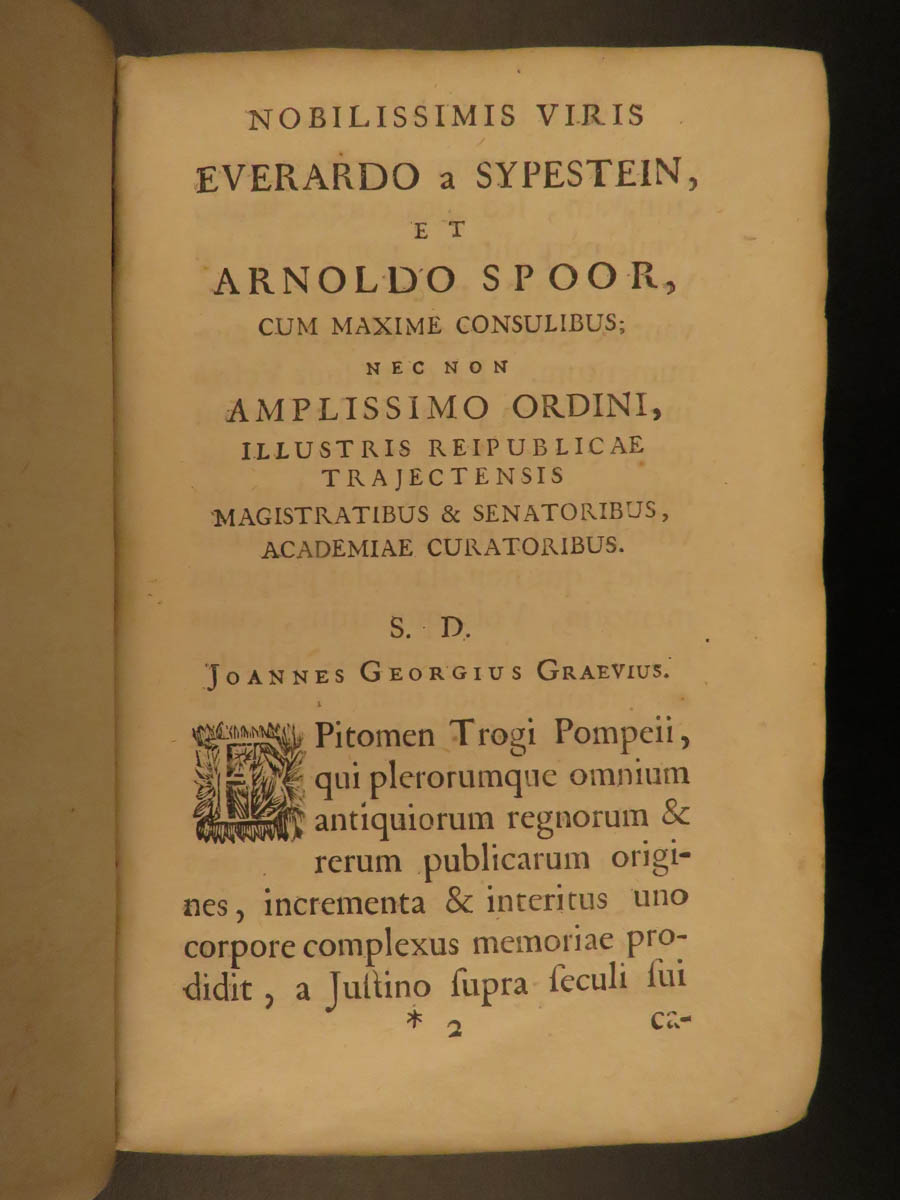 NOBILISSIMIS VIRIS
EVERARDO a SYPESTEIN,
ET
ARNOLDO SPOOR,
CUM MAXIME CONSULIBUS;
NEC NON
AMPLISSIMO ORDINI,
ILLUSTRIS REIPUBLICAE
TRAJECTENSIS
MAGISTRATIBUS & SENATORIBUS,
ACADEMIAE CURATORIBUS.
S. D.
JOANNES GEORGIUS GRAEVIUS.
EPitomen Trogi Pompeii,
qui plerorumque omnium
antiquiorum regnorum &
rerum publicarum origi-
nes, incrementa & interitus uno
corpore complexus memoriae pro-
didit, a Juſtino ſupra ſeculi ſui
* 2 ca-